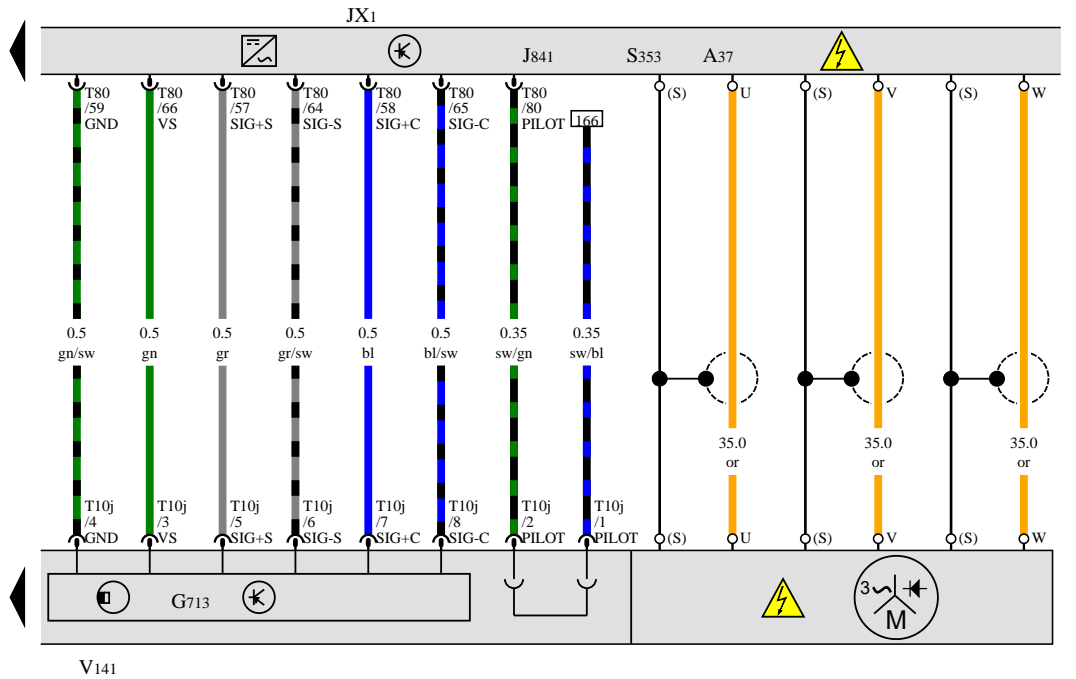 JX1
J841 S353 A37
T80 T80 T80 T80 T80 T80 T80 (S) U (S) V (S) W
/59 /66 /57 /64 /58 /65 /80
GND VS SIG+S SIG-S SIG+C SIG-C PILOT 166
0.5 0.5 0.5 0.5 0.5 0.5 0.35 0.35
gn/sw gn gr gr/sw bl bl/sw sw/gn sw/bl
35.0 35.0 35.0
or or or
T10j T10j T10j T10j T10j T10j T10j T10j
/4 /3 /5 /6 /7 /8 /2 /1
GND VS SIG+S SIG-S SIG+C SIG-C PILOT PILOT (S) U (S) V (S) W
3
G713
M
V141